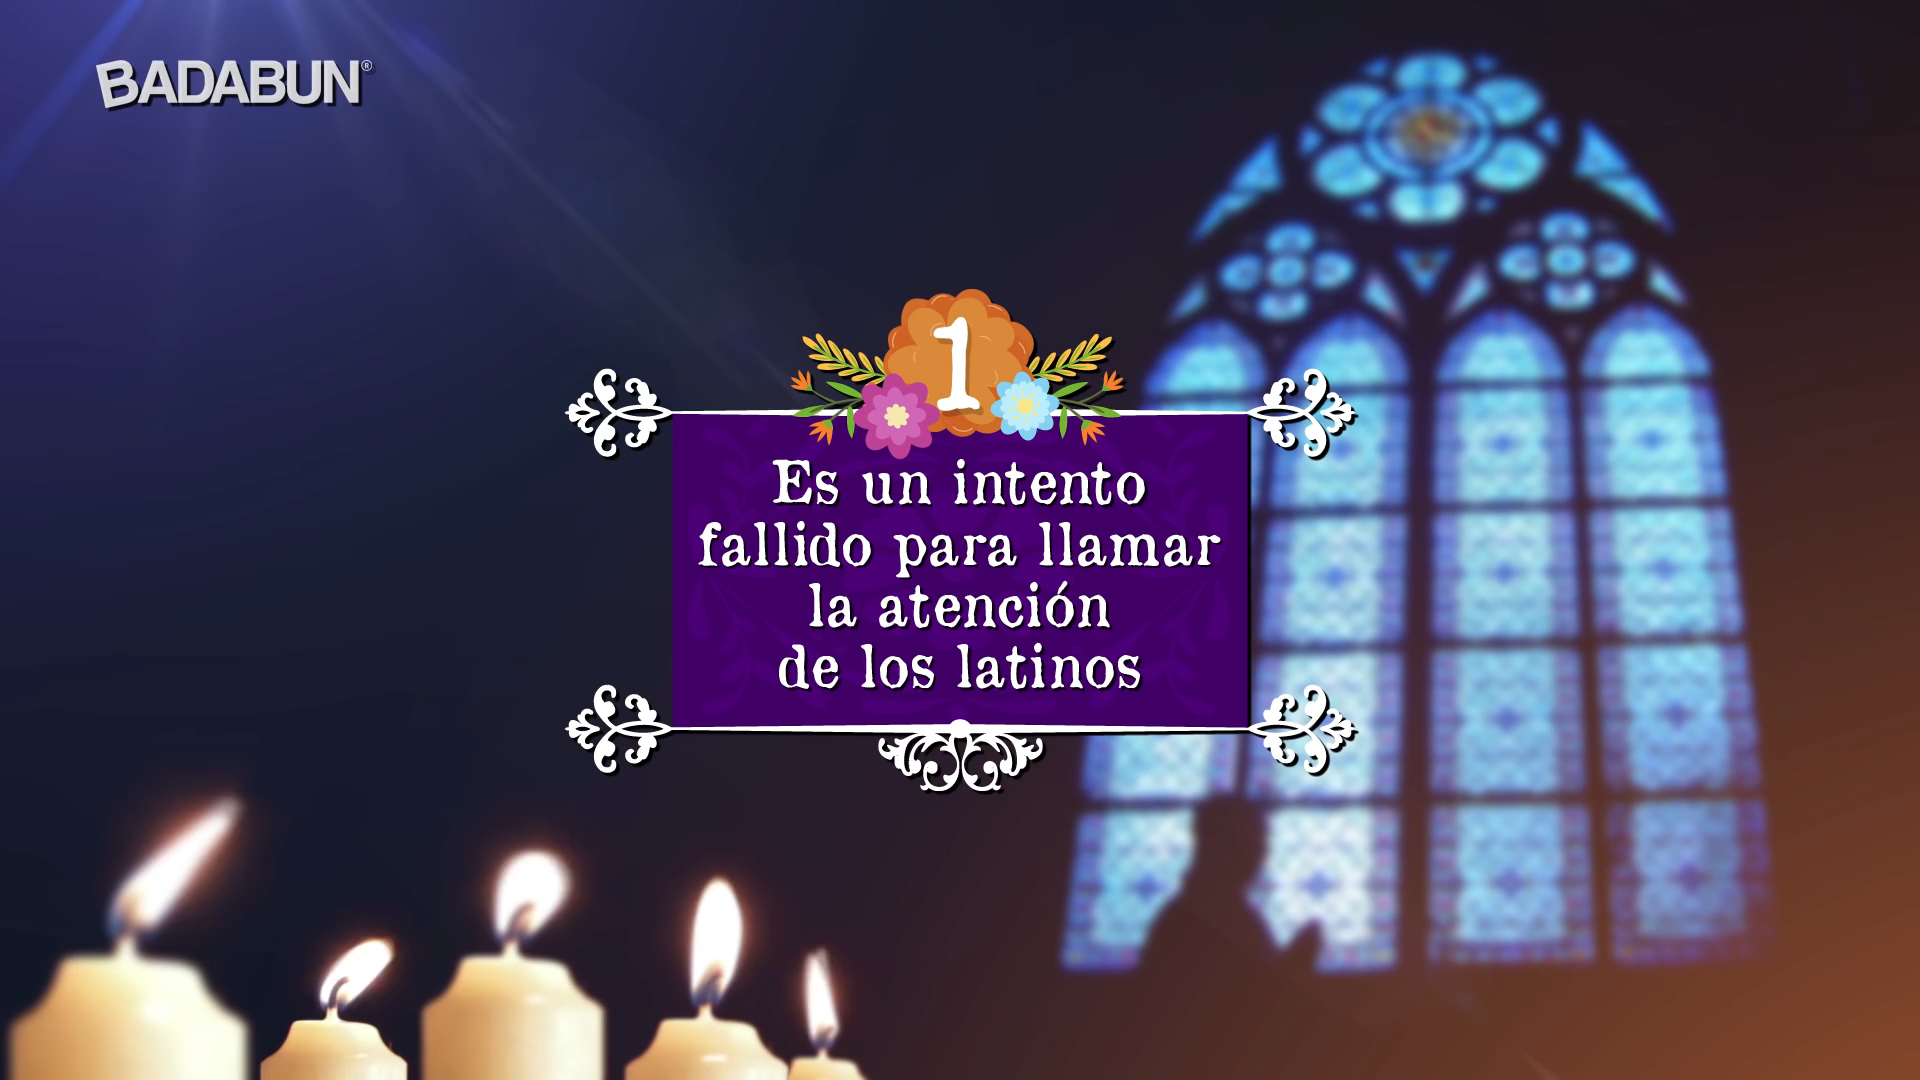 BADABUN®
1
Es un intento
fallido para llamar
la atención
de los latinos